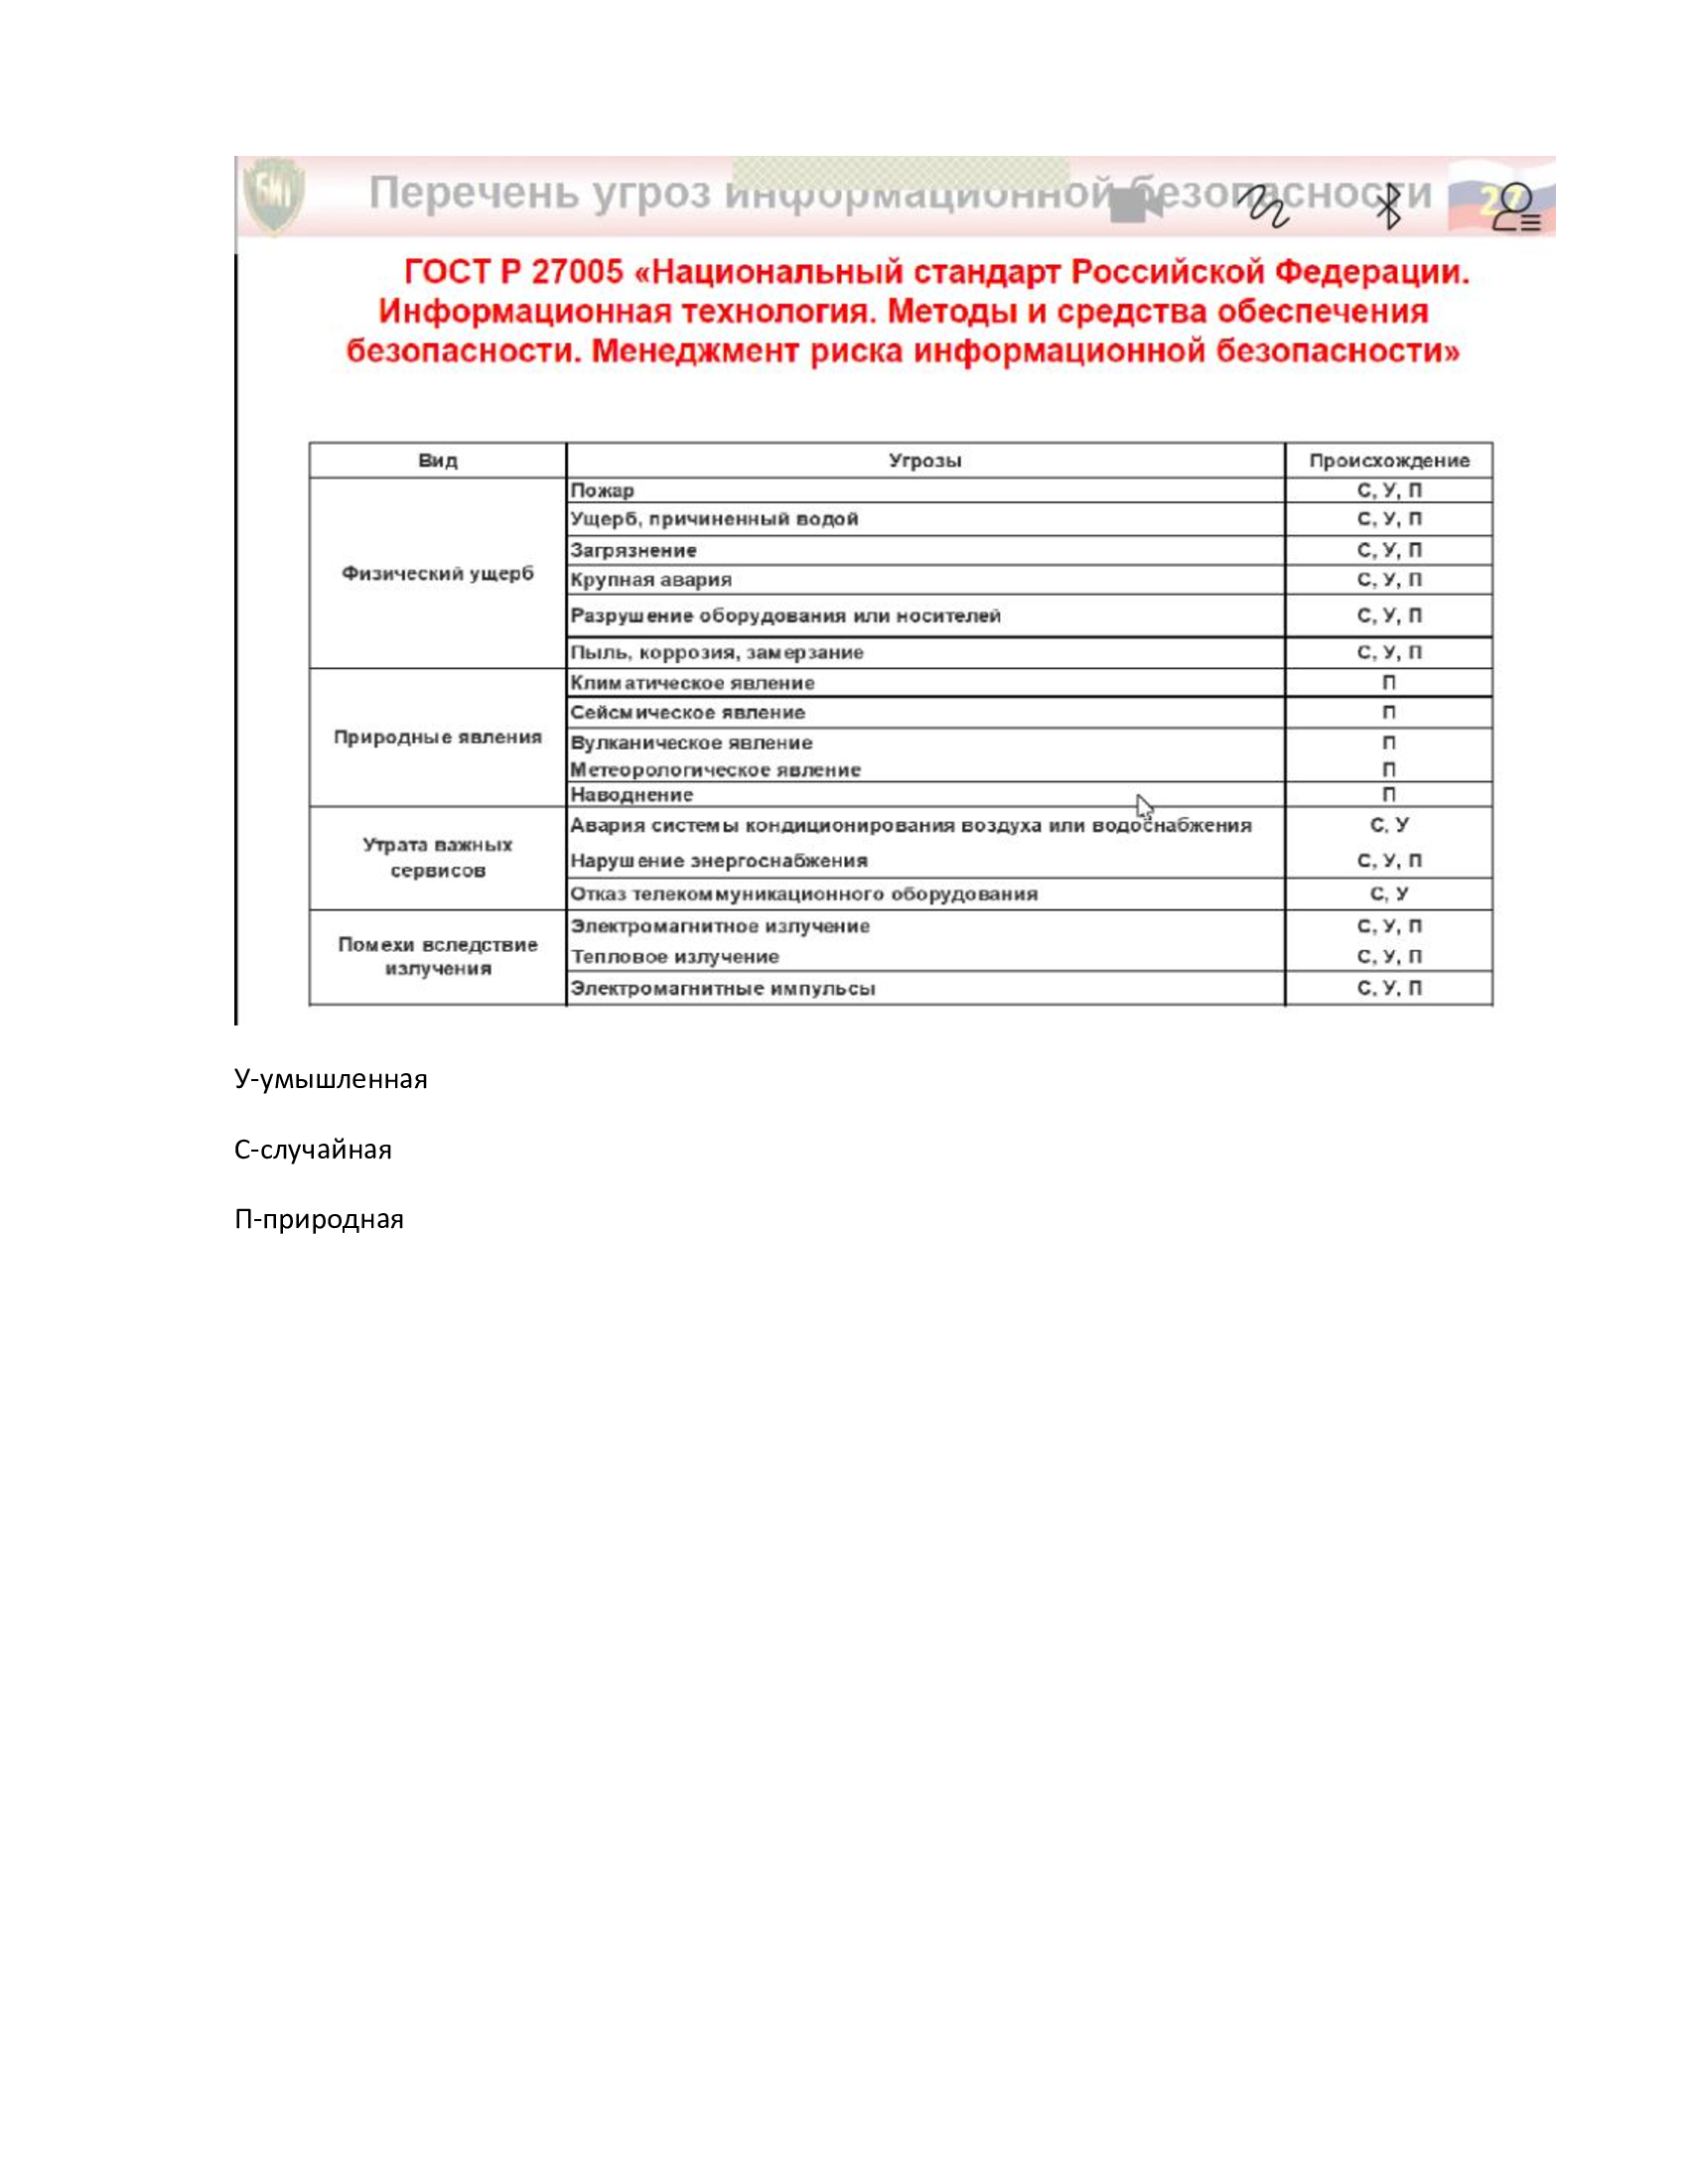 БИТ
Перечень угроз информационной безопасности
27
ГОСТ Р 27005 «Национальный стандарт Российской Федерации.
Информационная технология. Методы и средства обеспечения
безопасности. Менеджмент риска информационной безопасности»
Вид Угрозы Происхождение
Физический ущерб
Пожар С, У, П
Ущерб, причиненный водой С, У, П
Загрязнение С, У, П
Крупная авария С, У, П
Разрушение оборудования или носителей С, У, П
Пыль, коррозия, замерзание С, У, П
Природные явления
Климатическое явление П
Сейсмическое явление П
Вулканическое явление П
Метеорологическое явление П
Наводнение П
Утрата важных
сервисов
Авария системы кондиционирования воздуха или водоснабжения С, У
Нарушение энергоснабжения С, У, П
Отказ телекоммуникационного оборудования С, У
Помехи вследствие
излучения
Электромагнитное излучение С, У, П
Тепловое излучение С, У, П
Электромагнитные импульсы С, У, П
У-умышленная
С-случайная
П-природная